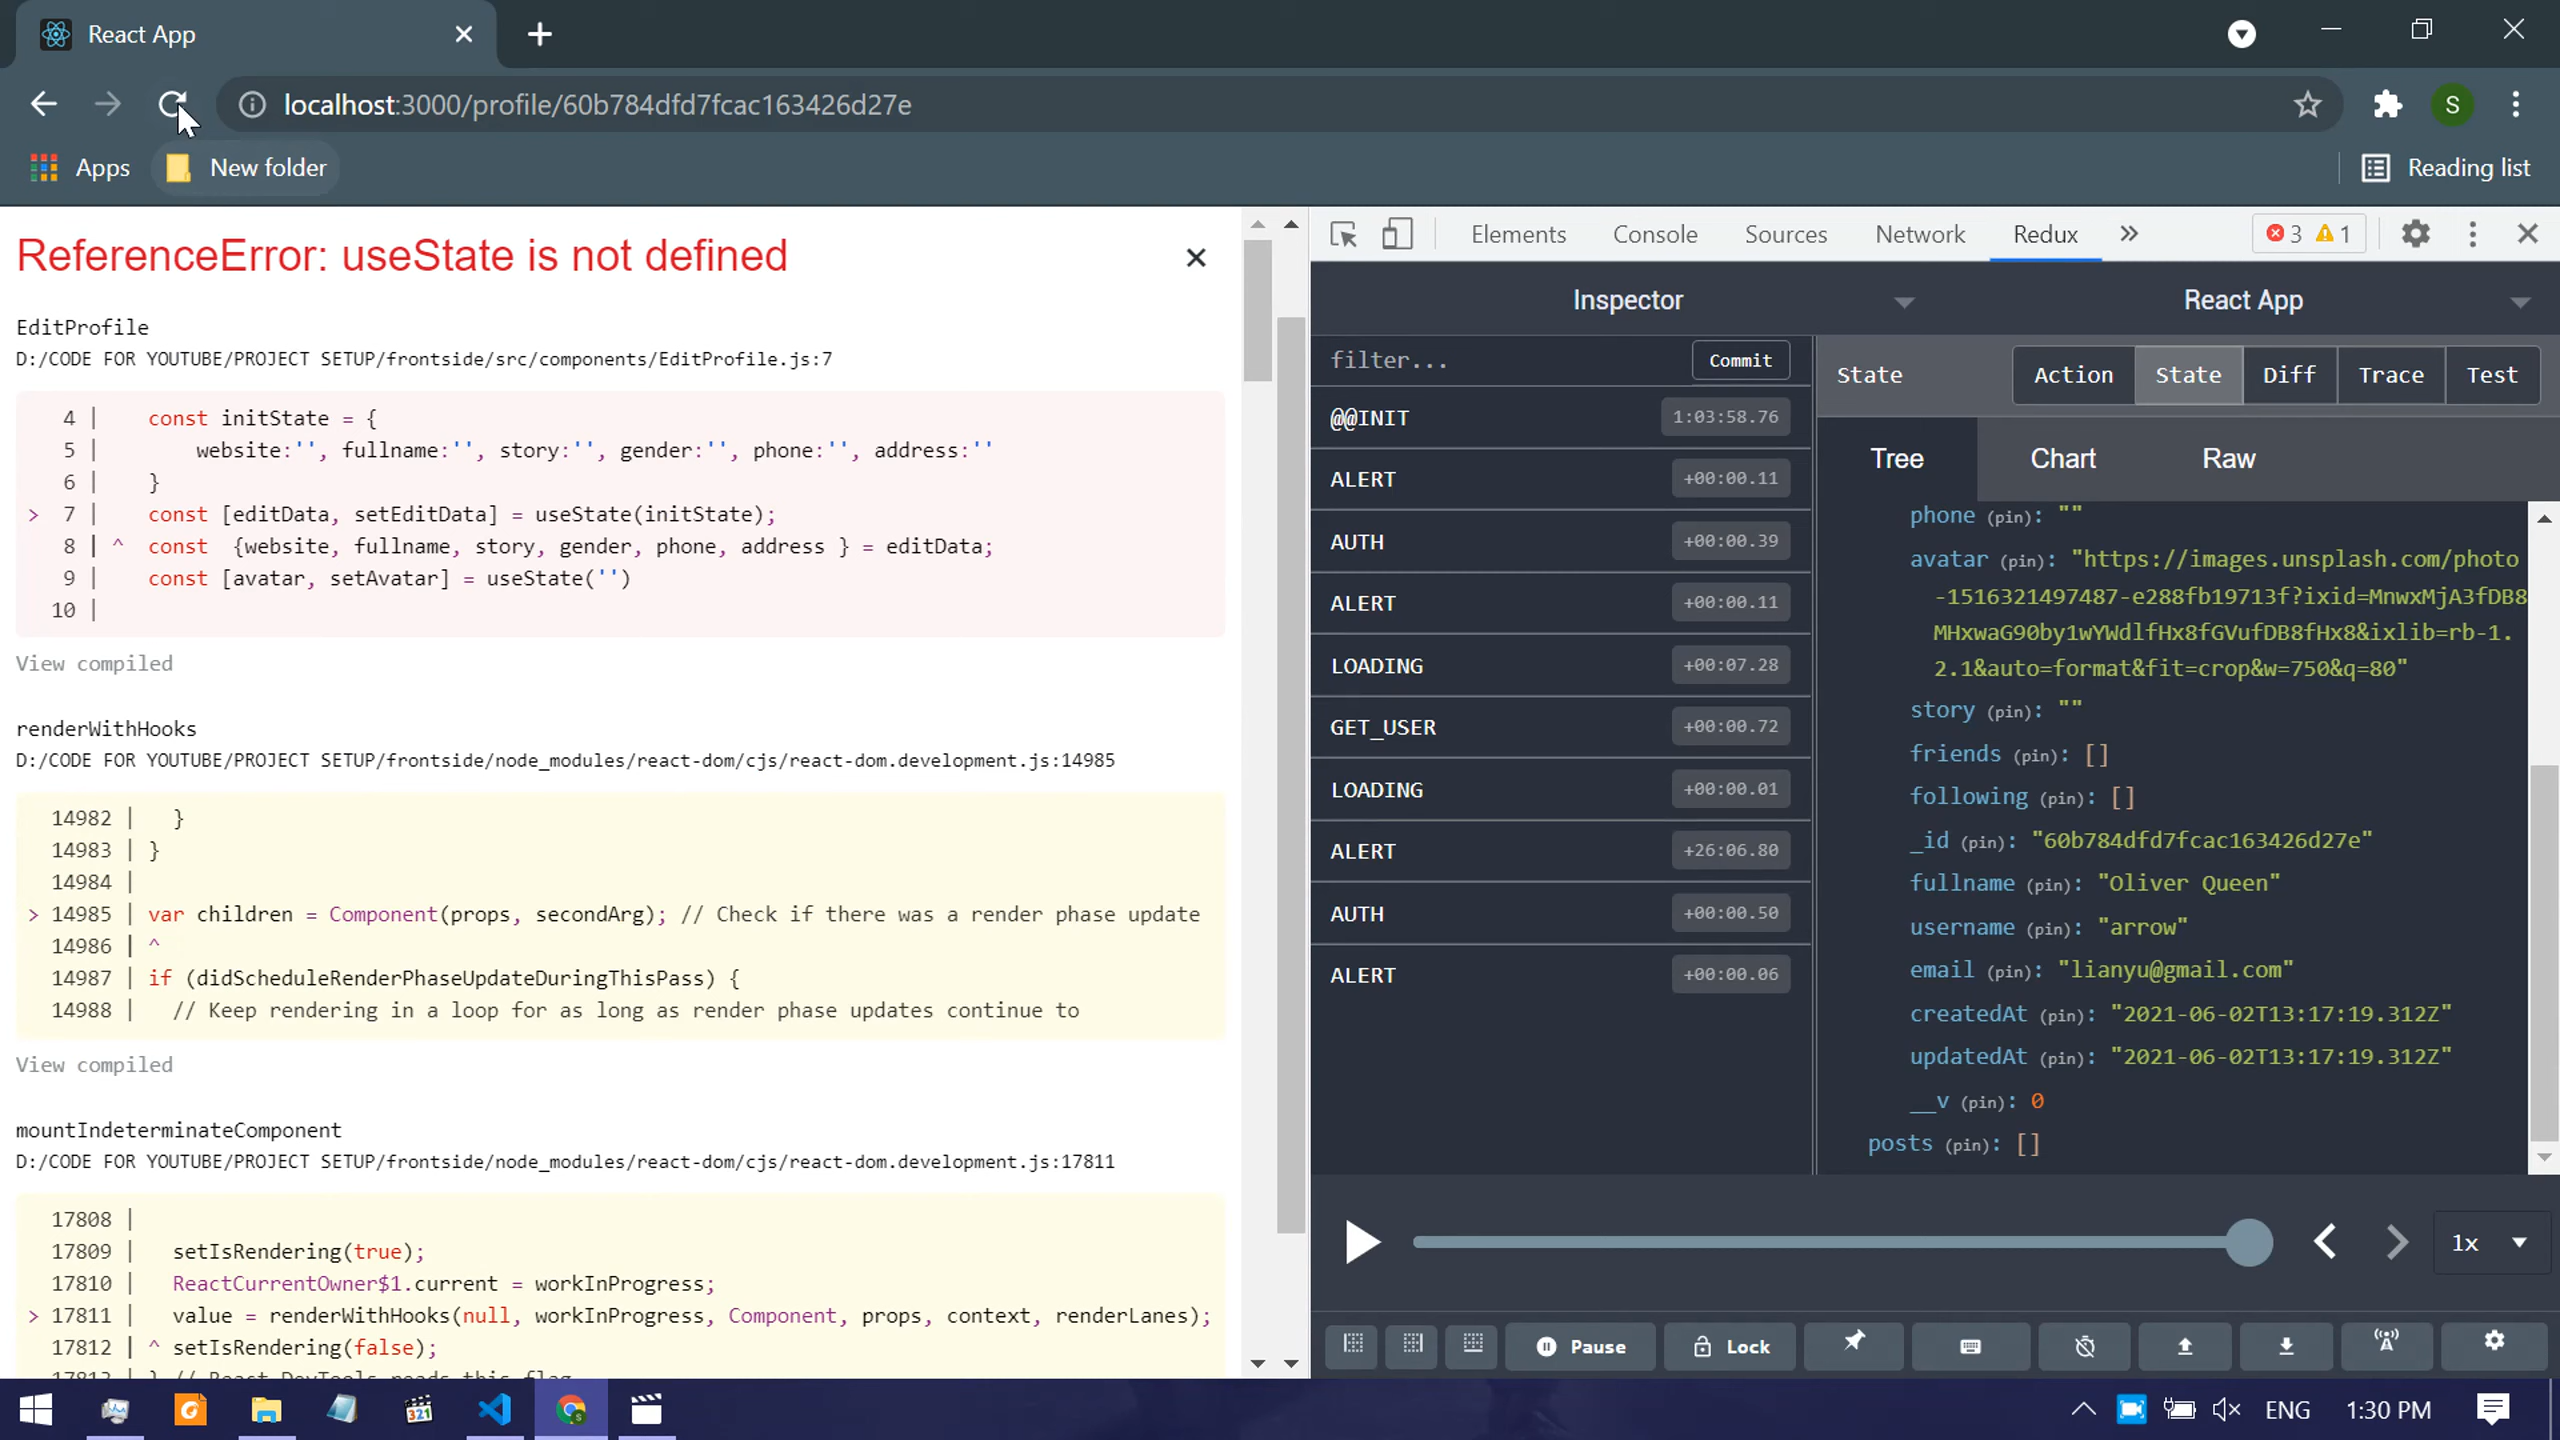 React App
localhost:3000/profile/60b784dfd7fcac163426d27e
S
Apps
New folder
Reading list
ReferenceError: useState is not defined
EditProfile
D:/CODE FOR YOUTUBE/PROJECT SETUP/frontside/src/components/EditProfile.js:7
4 | const initState = {
5 | website:'', fullname:'', story:'', gender:'', phone:'', address:''
6 | }
> 7 | const [editData, setEditData] = useState(initState);
8 | ^ const {website, fullname, story, gender, phone, address } = editData;
9 | const [avatar, setAvatar] = useState('')
10 |
View compiled
renderWithHooks
D:/CODE FOR YOUTUBE/PROJECT SETUP/frontside/node_modules/react-dom/cjs/react-dom.development.js:14985
14982 | }
14983 | }
14984 |
> 14985 | var children = Component(props, secondArg); // Check if there was a render phase update
14986 | ^
14987 | if (didScheduleRenderPhaseUpdateDuringThisPass) {
14988 | // Keep rendering in a loop for as long as render phase updates continue to
View compiled
mountIndeterminateComponent
D:/CODE FOR YOUTUBE/PROJECT SETUP/frontside/node_modules/react-dom/cjs/react-dom.development.js:17811
17808 |
17809 | setIsRendering(true);
17810 | ReactCurrentOwner$1.current = workInProgress;
> 17811 | value = renderWithHooks(null, workInProgress, Component, props, context, renderLanes);
17812 | ^ setIsRendering(false);
17813 | } // React DevTools reads this flag.
Elements Console Sources Network Redux 3 1
Inspector
React App
filter...
Commit
@@INIT 1:03:58.76
ALERT +00:00.11
AUTH +00:00.39
ALERT +00:00.11
LOADING +00:07.28
GET_USER +00:00.72
LOADING +00:00.01
ALERT +26:06.80
AUTH +00:00.50
ALERT +00:00.06
State
Action State Diff Trace Test
Tree Chart Raw
phone (pin): ""
avatar (pin): "https://images.unsplash.com/photo
-1516321497487-e288fb19713f?ixid=MnwxMjA3fDB8
MHxwaG90by1wYWdlfHx8fGVufDB8fHx8&ixlib=rb-1.
2.1&auto=format&fit=crop&w=750&q=80"
story (pin): ""
friends (pin): []
following (pin): []
_id (pin): "60b784dfd7fcac163426d27e"
fullname (pin): "Oliver Queen"
username (pin): "arrow"
email (pin): "lianyu@gmail.com"
createdAt (pin): "2021-06-02T13:17:19.312Z"
updatedAt (pin): "2021-06-02T13:17:19.312Z"
__v (pin): 0
posts (pin): []
1x
Pause
Lock
321
ENG
1:30 PM